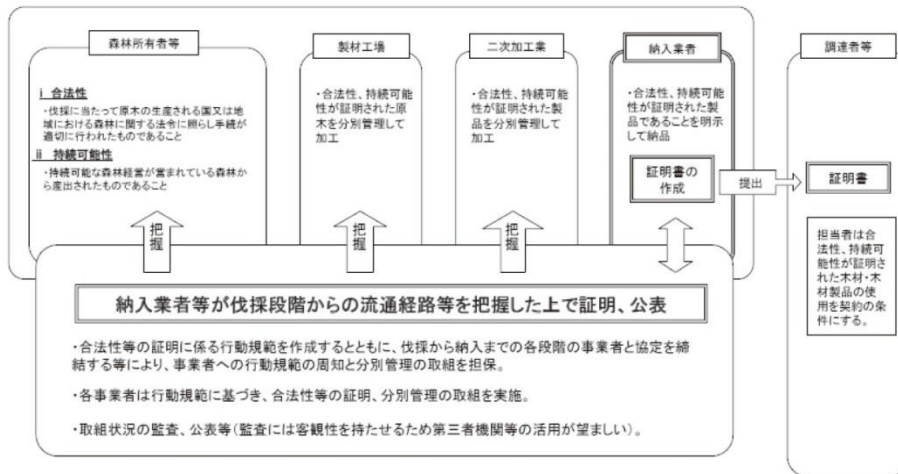 森林所有者等
ⅰ 合法性
・伐採に当たって原木の生産される国又は地
域における森林に関する法令に照らし手続が
適切に行われたものであること
ⅱ 持続可能性
・持続可能な森林経営が営まれている森林か
ら産出されたものであること
製材工場
・合法性、持続可能
性が証明された原
木を分別管理して
加工
二次加工業
・合法性、持続可能
性が証明された製
品を分別管理して
加工
納入業者
・合法性、持続可能
性が証明された製
品であることを明示
して納品
証明書の
作成
提出
調達者等
証明書
担当者は合
法性、持続可
能性が証明さ
れた木材・木
材製品の使
用を契約の条
件にする。
把握
把握
把握
納入業者等が伐採段階からの流通経路等を把握した上で証明、公表
・合法性等の証明に係る行動規範を作成するとともに、伐採から納入までの各段階の事業者と協定を締
結する等により、事業者への行動規範の周知と分別管理の取組を担保。
・各事業者は行動規範に基づき、合法性等の証明、分別管理の取組を実施。
・取組状況の監査、公表等（監査には客観性を持たせるため第三者機関等の活用が望ましい）。